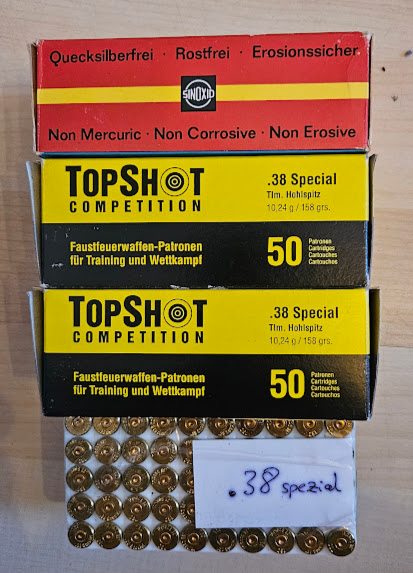 Quecksilberfrei · Rostfrei · Erosionssicher
SINOXID
Non Mercuric · Non Corrosive · Non Erosive
TOPSHOT
COMPETITION
.38 Special
Tlm. Hohlspitz
10,24 g / 158 grs.
Faustfeuerwaffen-Patronen
für Training und Wettkampf
50
Patronen
Cartridges
Cartouches
Cartuchos
TOPSHOT
COMPETITION
.38 Special
Tlm. Hohlspitz
10,24 g / 158 grs.
Faustfeuerwaffen-Patronen
für Training und Wettkampf
50
Patronen
Cartridges
Cartouches
Cartuchos
.38 spezial